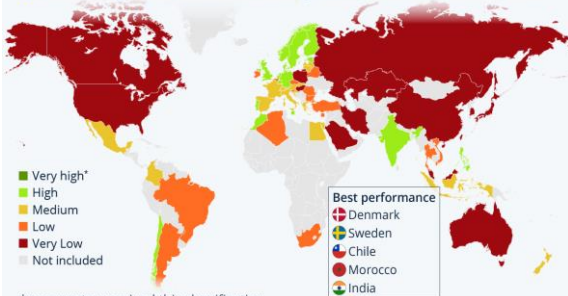 Very high*
High
Medium
Low
Very Low
Not included
Best performance
Denmark
Sweden
Chile
Morocco
India